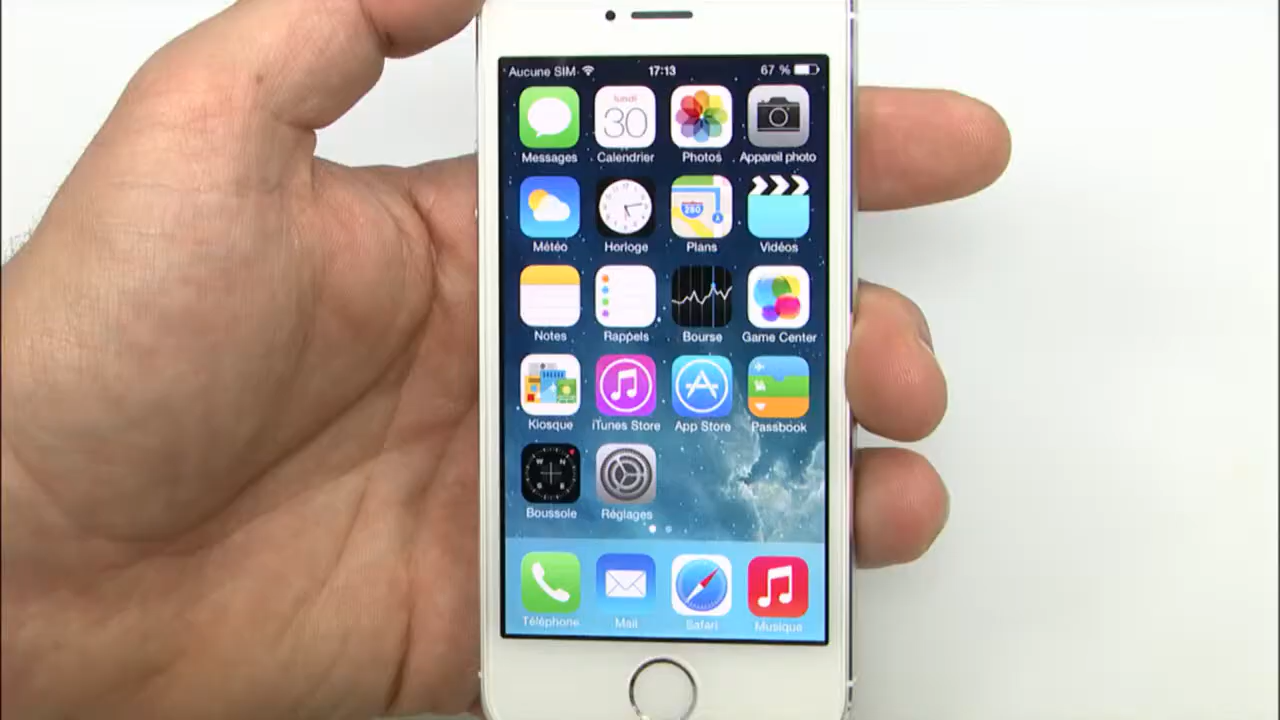 Aucune SIM 17:13 67 %
lundi
30
Messages Calendrier Photos Appareil photo
280
Météo Horloge Plans Vidéos
Notes Rappels Bourse Game Center
Kiosque iTunes Store App Store Passbook
W N
S E
Boussole Réglages
Téléphone Mail Safari Musique